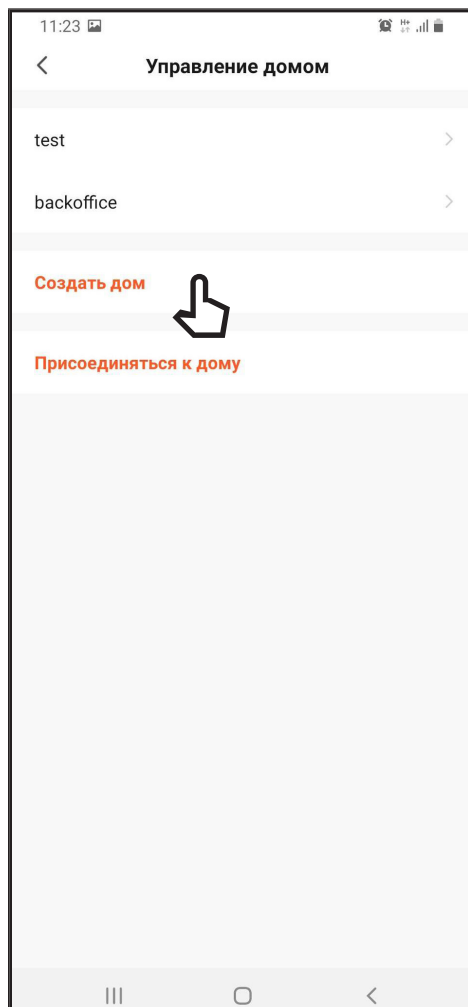 11:23
Управление домом
test
backoffice
Создать дом
Присоединяться к дому